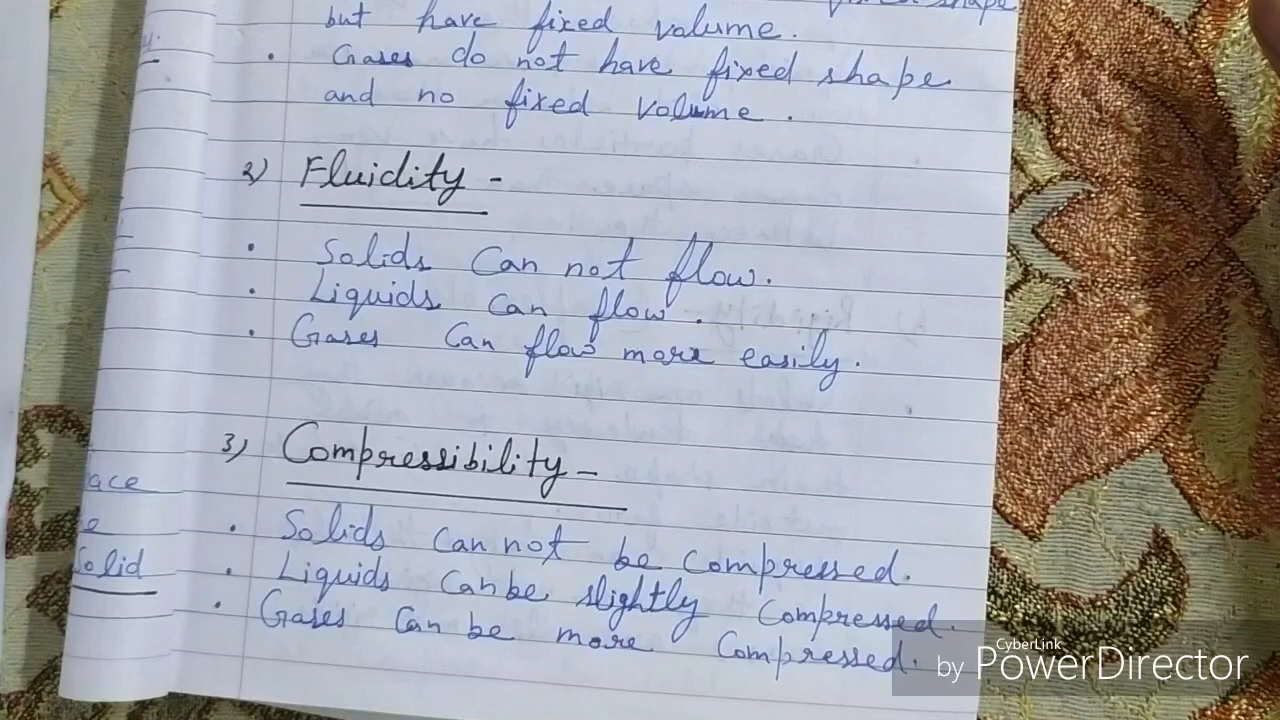 shape
but have fixed volume.
• Gases do not have fixed shape
and no fixed volume.
2) Fluidity -
• Solids Can not flow.
• Liquids can flow.
• Gases Can flow more easily.
3) Compressibility -
ace
• Solids Can not be Compressed.
e
• Liquids Can be slightly Compressed.
Solid
• Gases Can be more Compressed.
CyberLink
by PowerDirector